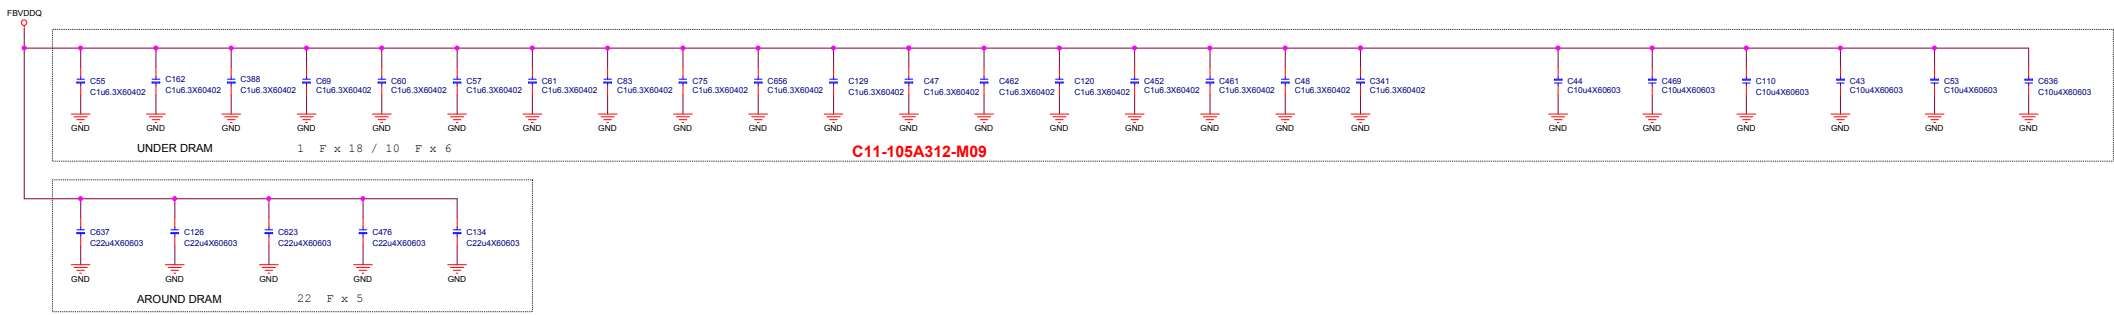 FBVDDQ
C55 C162 C388 C69 C60 C57 C61 C83 C75 C656 C129 C47 C462 C120 C452 C461 C48 C341 C44 C469 C110 C43 C53 C636
C1u6.3X60402 C1u6.3X60402 C1u6.3X60402 C1u6.3X60402 C1u6.3X60402 C1u6.3X60402 C1u6.3X60402 C1u6.3X60402 C1u6.3X60402 C1u6.3X60402 C1u6.3X60402 C1u6.3X60402 C1u6.3X60402 C1u6.3X60402 C1u6.3X60402 C1u6.3X60402 C1u6.3X60402 C1u6.3X60402 C10u4X60603 C10u4X60603 C10u4X60603 C10u4X60603 C10u4X60603 C10u4X60603
GND GND GND GND GND GND GND GND GND GND GND GND GND GND GND GND GND GND GND GND GND GND GND GND
UNDER DRAM 1 F x 18 / 10 F x 6
C11-105A312-M09
C637 C126 C623 C476 C134
C22u4X60603 C22u4X60603 C22u4X60603 C22u4X60603 C22u4X60603
GND GND GND GND GND
AROUND DRAM 22 F x 5